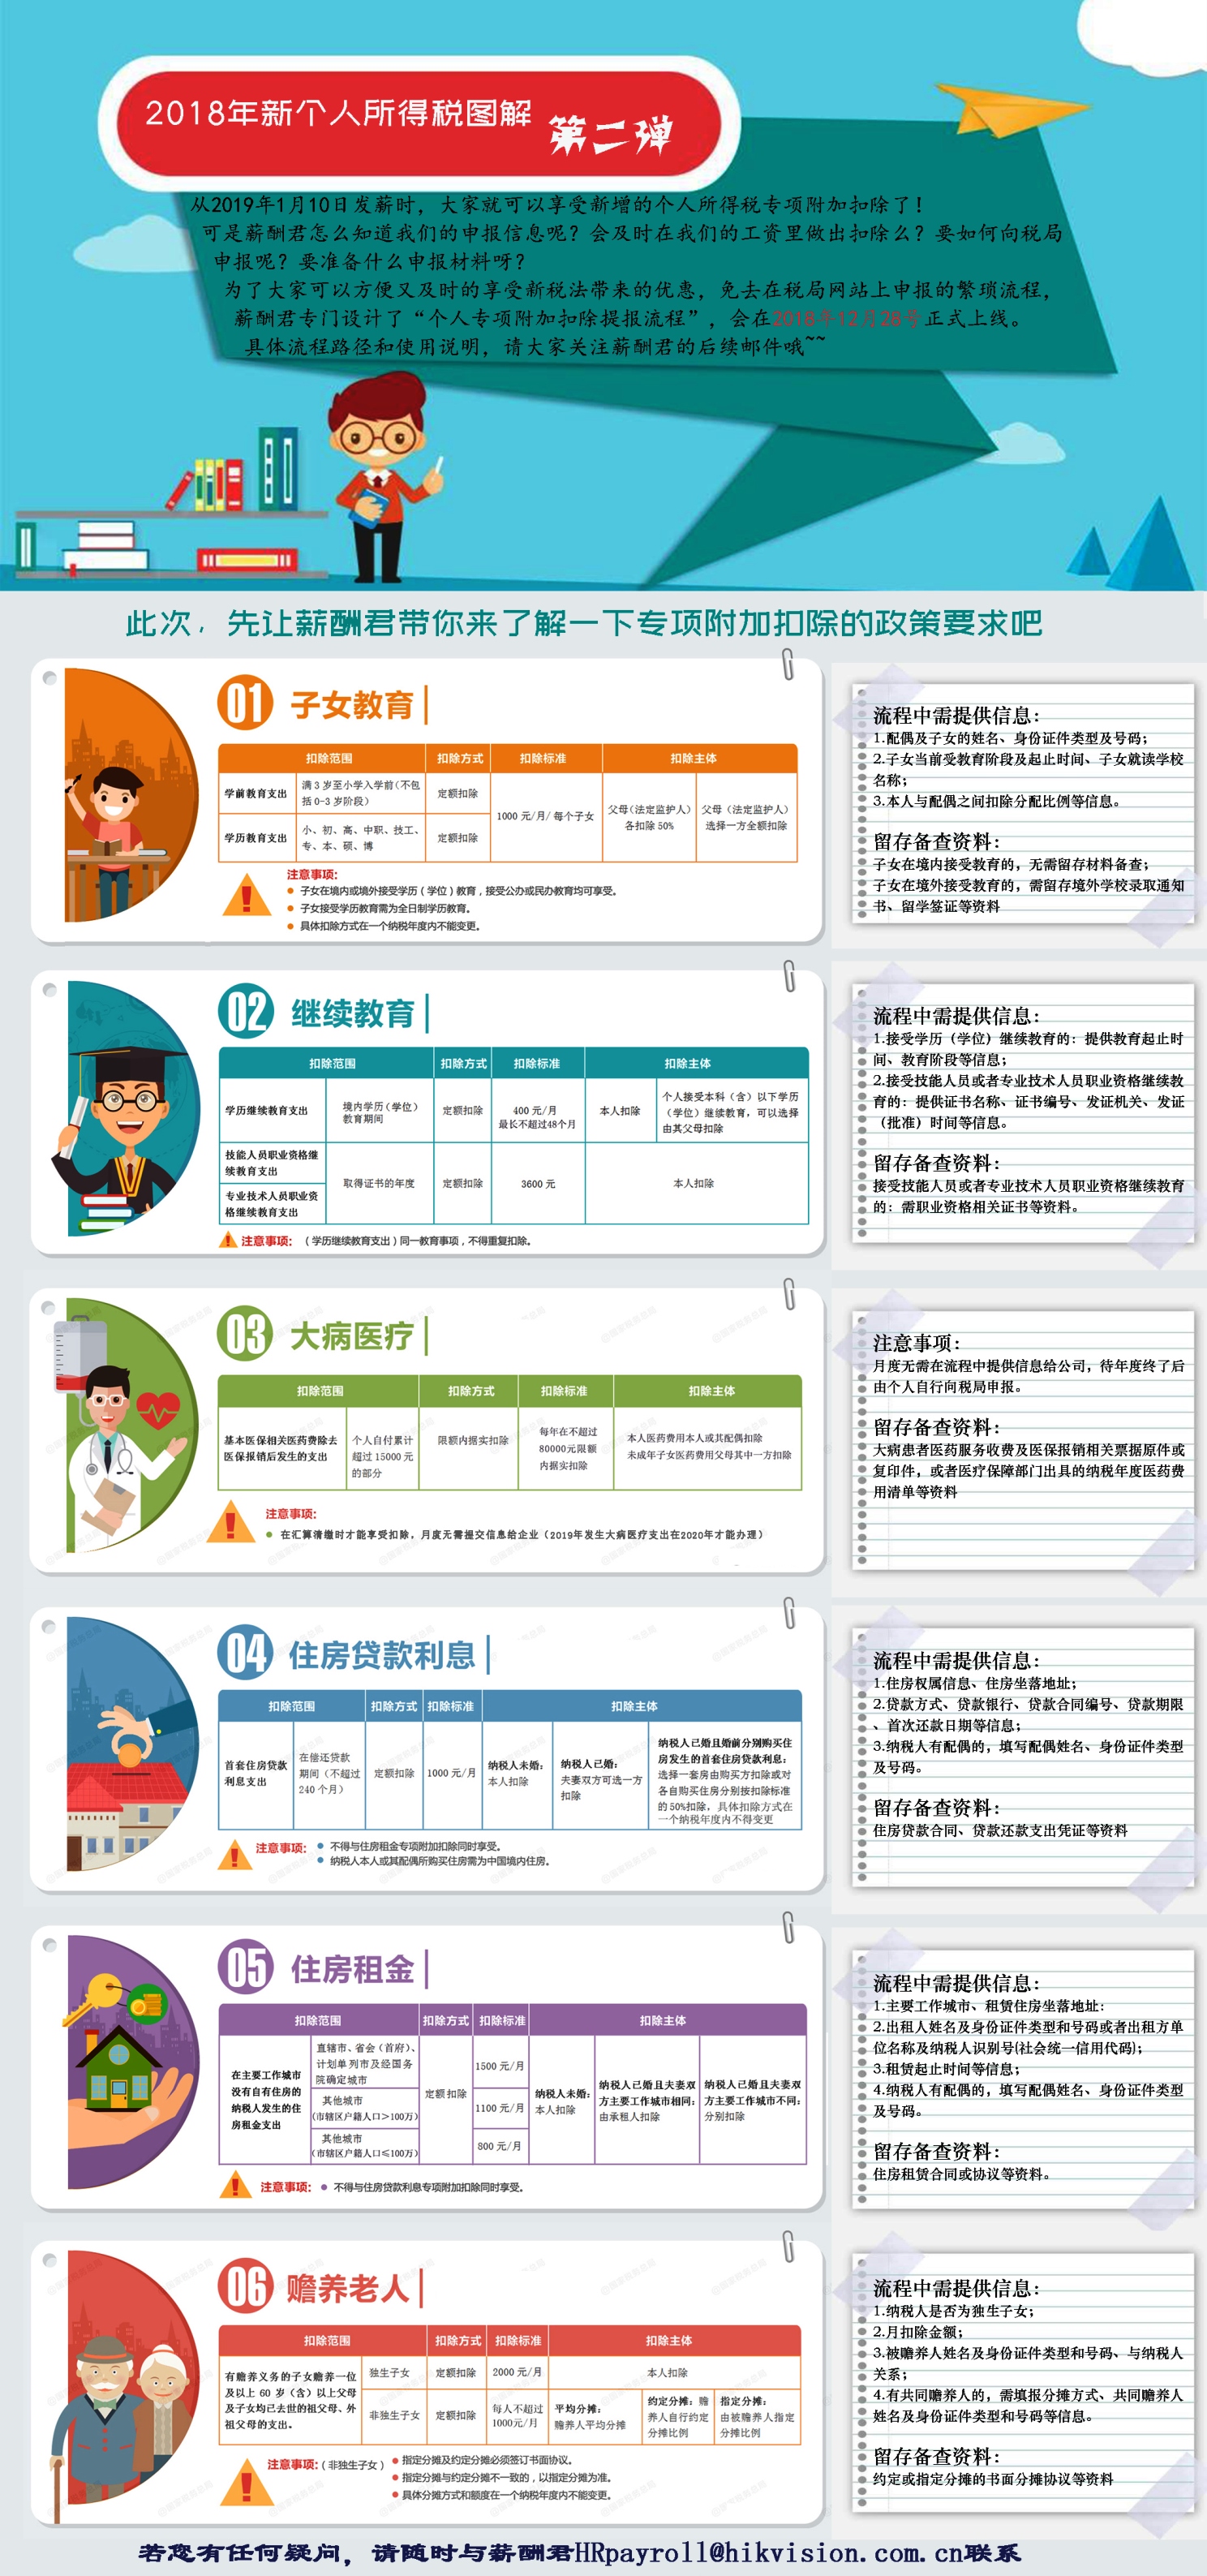 2018年新个人所得税图解 第二弹
从2019年1月10日发薪时，大家就可以享受新增的个人所得税专项附加扣除了！
可是薪酬君怎么知道我们的申报信息呢？会及时在我们的工资里做出扣除么？要如何向税局
申报呢？要准备什么申报材料呀？
为了大家可以方便又及时的享受新税法带来的优惠，免去在税局网站上申报的繁琐流程，
薪酬君专门设计了“个人专项附加扣除提报流程”，会在2018年12月28号正式上线。
具体流程路径和使用说明，请大家关注薪酬君的后续邮件哦~~
此次，先让薪酬君带你来了解一下专项附加扣除的政策要求吧
01 子女教育
扣除范围 扣除方式 扣除标准 扣除主体
学前教育支出
满3岁至小学入学前（不包
括0-3岁阶段）
定额扣除
学历教育支出
小、初、高、中职、技工、
专、本、硕、博
定额扣除
1000元/月/每个子女
父母（法定监护人）
各扣除50%
父母（法定监护人）
选择一方全额扣除
注意事项：
子女在境内或境外接受学历（学位）教育，接受公办或民办教育均可享受。
子女接受学历教育需为全日制学历教育。
具体扣除方式在一个纳税年度内不能变更。
流程中需提供信息：
1.配偶及子女的姓名、身份证件类型及号码；
2.子女当前受教育阶段及起止时间、子女就读学校
名称；
3.本人与配偶之间扣除分配比例等信息。
留存备查资料：
子女在境内接受教育的，无需留存材料备查；
子女在境外接受教育的，需留存境外学校录取通知
书、留学签证等资料
02 继续教育
扣除范围 扣除方式 扣除标准 扣除主体
学历继续教育支出
境内学历（学位）
教育期间
定额扣除
400元/月
最长不超过48个月
本人扣除
个人接受本科（含）以下学历
（学位）继续教育，可以选择
由其父母扣除
技能人员职业资格继
续教育支出
专业技术人员职业资
格继续教育支出
取得证书的年度
定额扣除
3600元
本人扣除
注意事项：（学历继续教育支出）同一教育事项，不得重复扣除。
流程中需提供信息：
1.接受学历（学位）继续教育的：提供教育起止时
间、教育阶段等信息；
2.接受技能人员或者专业技术人员职业资格继续教
育的：提供证书名称、证书编号、发证机关、发证
（批准）时间等信息。
留存备查资料：
接受技能人员或者专业技术人员职业资格继续教育
的：需职业资格相关证书等资料。
03 大病医疗
扣除范围 扣除方式 扣除标准 扣除主体
基本医保相关医药费除去
医保报销后发生的支出
个人自付累计
超过15000元
的部分
限额内据实扣除
每年在不超过
80000元限额
内据实扣除
本人医药费用本人或其配偶扣除
未成年子女医药费用父母其中一方扣除
注意事项：
在汇算清缴时才能享受扣除，月度无需提交信息给企业（2019年发生大病医疗支出在2020年才能办理）
注意事项：
月度无需在流程中提供信息给公司，待年度终了后
由个人自行向税局申报。
留存备查资料：
大病患者医药服务收费及医保报销相关票据原件或
复印件，或者医疗保障部门出具的纳税年度医药费
用清单等资料
04 住房贷款利息
扣除范围 扣除方式 扣除标准 扣除主体
首套住房贷款
利息支出
在偿还贷款
期间（不超过
240个月）
定额扣除
1000元/月
纳税人未婚：
本人扣除
纳税人已婚：
夫妻双方可选一方
扣除
纳税人已婚且婚前分别购买住
房发生的首套住房贷款利息：
选择一套房由购买方扣除或对
各自购买住房分别按扣除标准
的50%扣除，具体扣除方式在
一个纳税年度内不得变更
注意事项：
不得与住房租金专项附加扣除同时享受。
纳税人本人或其配偶所购买住房需为中国境内住房。
流程中需提供信息：
1.住房权属信息、住房坐落地址；
2.贷款方式、贷款银行、贷款合同编号、贷款期限
、首次还款日期等信息；
3.纳税人有配偶的，填写配偶姓名、身份证件类型
及号码。
留存备查资料：
住房贷款合同、贷款还款支出凭证等资料
05 住房租金
扣除范围 扣除方式 扣除标准 扣除主体
在主要工作城市
没有自有住房的
纳税人发生的住
房租金支出
直辖市、省会（首府）、
计划单列市及经国务
院确定城市
其他城市
（市辖区户籍人口＞100万）
其他城市
（市辖区户籍人口≤100万）
定额扣除
1500元/月
1100元/月
800元/月
纳税人未婚：
本人扣除
纳税人已婚且夫妻双
方主要工作城市相同：
由承租人扣除
纳税人已婚且夫妻双
方主要工作城市不同：
分别扣除
注意事项：
不得与住房贷款利息专项附加扣除同时享受。
流程中需提供信息：
1.主要工作城市、租赁住房坐落地址：
2.出租人姓名及身份证件类型和号码或者出租方单
位名称及纳税人识别号(社会统一信用代码)；
3.租赁起止时间等信息；
4.纳税人有配偶的，填写配偶姓名、身份证件类型
及号码。
留存备查资料：
住房租赁合同或协议等资料。
06 赡养老人
扣除范围 扣除方式 扣除标准 扣除主体
有赡养义务的子女赡养一位
及以上60岁（含）以上父母
及子女均已去世的祖父母、外
祖父母的支出。
独生子女
定额扣除
2000元/月
本人扣除
非独生子女
定额扣除
每人不超过
1000元/月
平均分摊：
赡养人平均分摊
约定分摊：赡
养人自行约定
分摊比例
指定分摊：
由被赡养人指定
分摊比例
注意事项：（非独生子女）
指定分摊及约定分摊必须签订书面协议。
指定分摊与约定分摊不一致的，以指定分摊为准。
具体分摊方式和额度在一个纳税年度内不能变更。
流程中需提供信息：
1.纳税人是否为独生子女；
2.月扣除金额；
3.被赡养人姓名及身份证件类型和号码、与纳税人
关系；
4.有共同赡养人的，需填报分摊方式、共同赡养人
姓名及身份证件类型和号码等信息。
留存备查资料：
约定或指定分摊的书面分摊协议等资料
若您有任何疑问，请随时与薪酬君HRpayroll@hikvision.com.cn联系